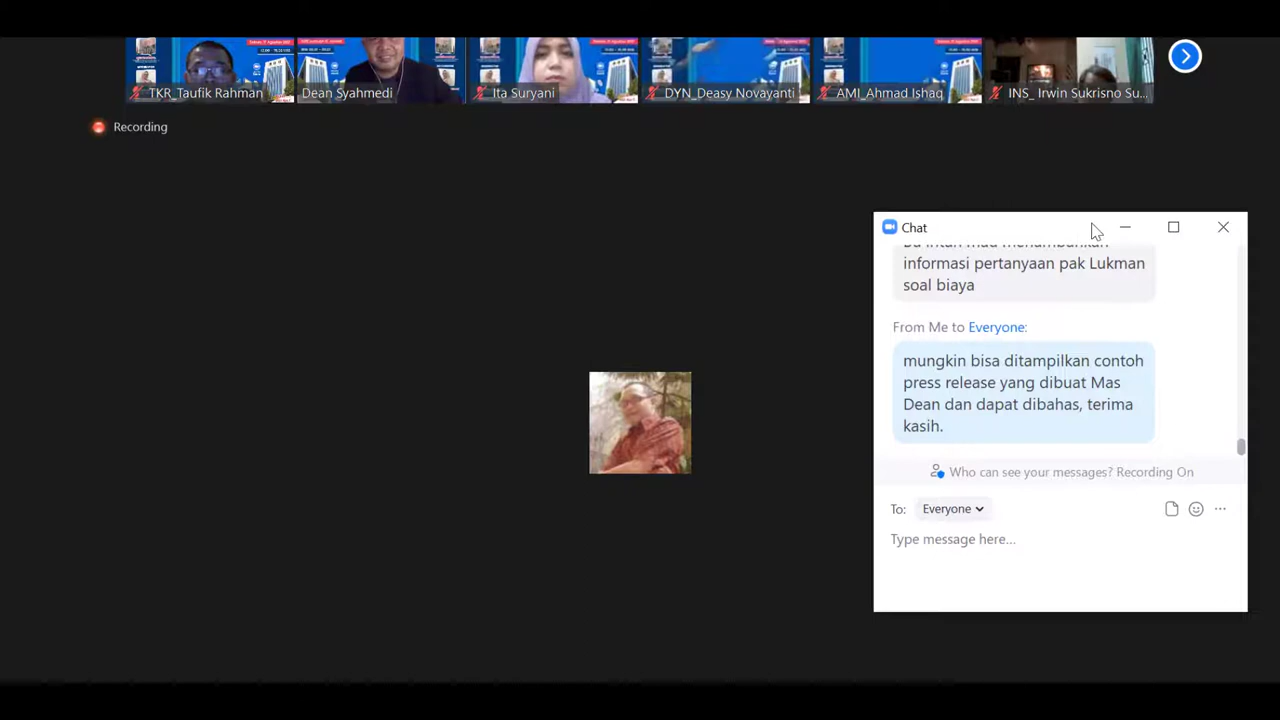 TKR_Taufik Rahman
Dean Syahmedi
Ita Suryani
DYN_Deasy Novayanti
AMI_Ahmad Ishaq
INS_ Irwin Sukrisno Su...
Recording
Chat
informasi pertanyaan pak Lukman
soal biaya
From Me to Everyone:
mungkin bisa ditampilkan contoh
press release yang dibuat Mas
Dean dan dapat dibahas, terima
kasih.
Who can see your messages? Recording On
To: Everyone
Type message here...